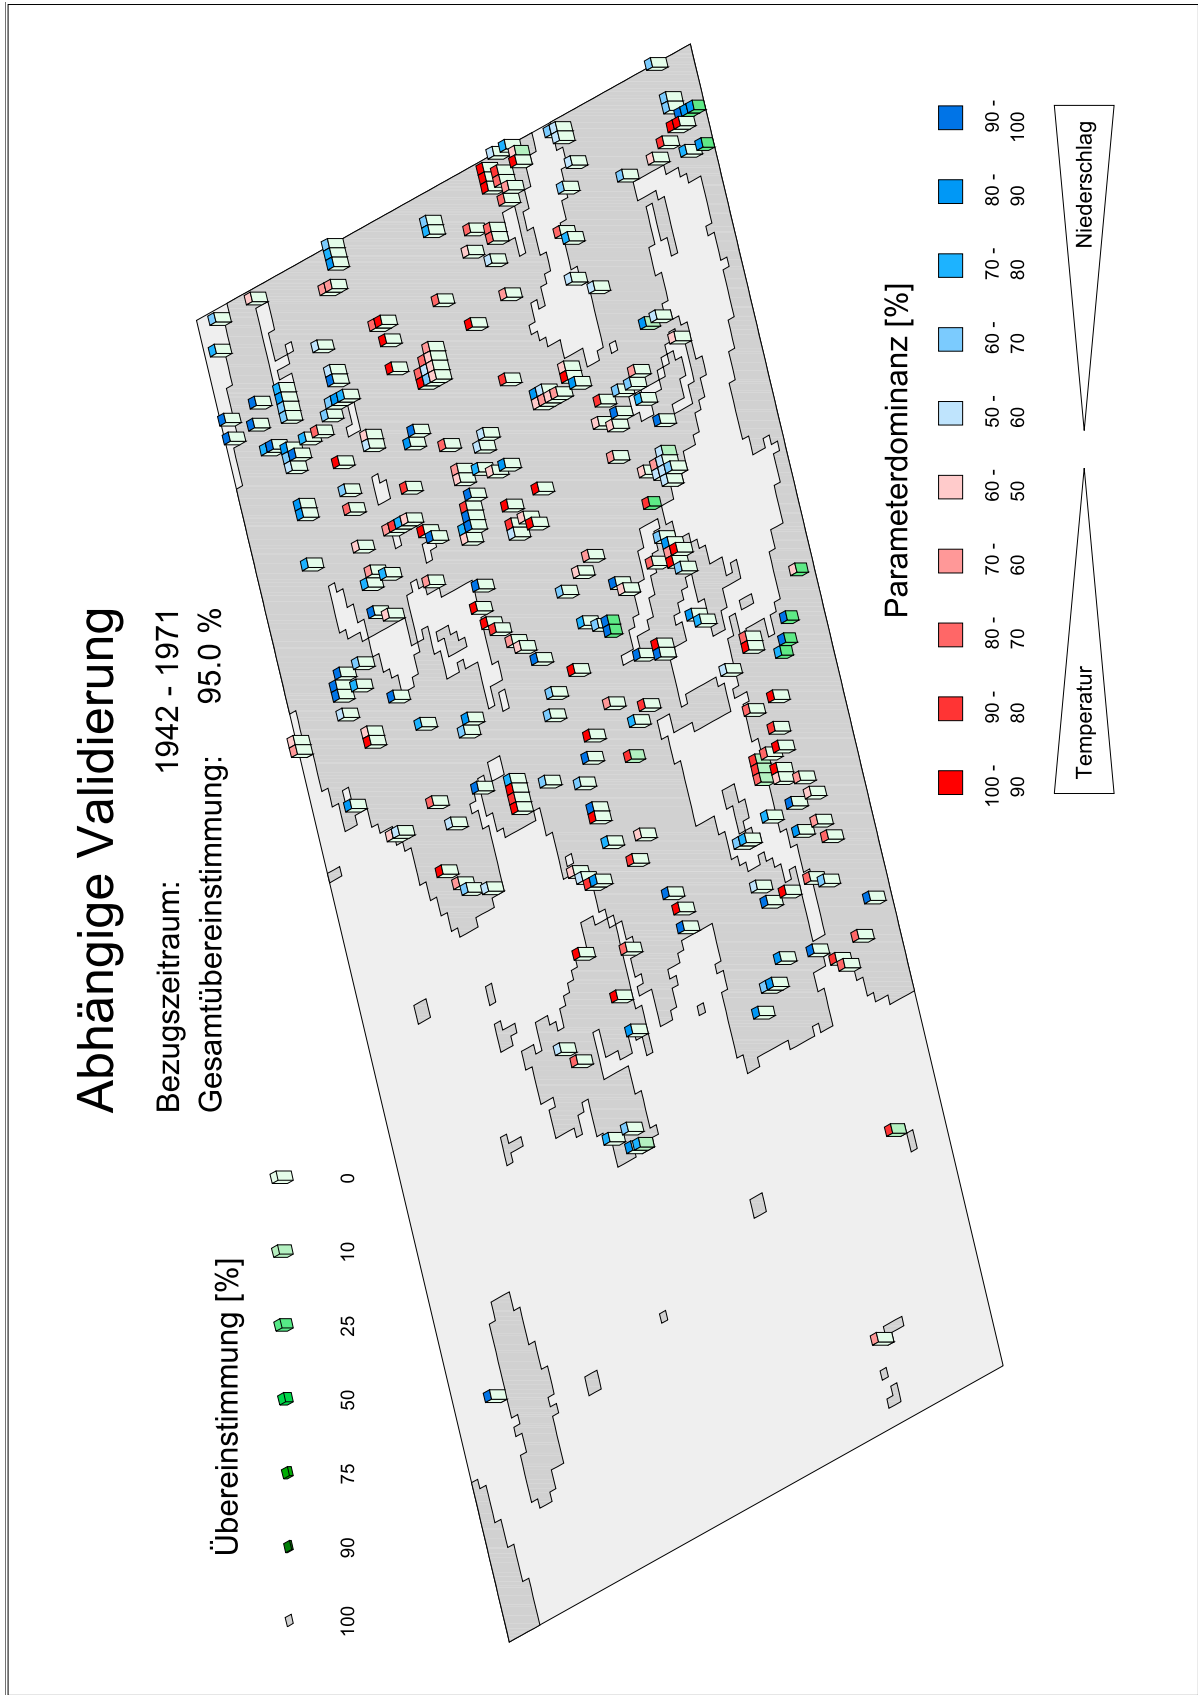 Abhängige Validierung
Bezugszeitraum: 1942 - 1971
Gesamtübereinstimmung: 95.0 %
Übereinstimmung [%]
100 90 75 50 25 10 0
Parameterdominanz [%]
100 - 90 - 80 - 70 - 60 - 50 - 60 - 70 - 80 - 90 -
90 80 70 60 50 60 70 80 90 100
Temperatur Niederschlag